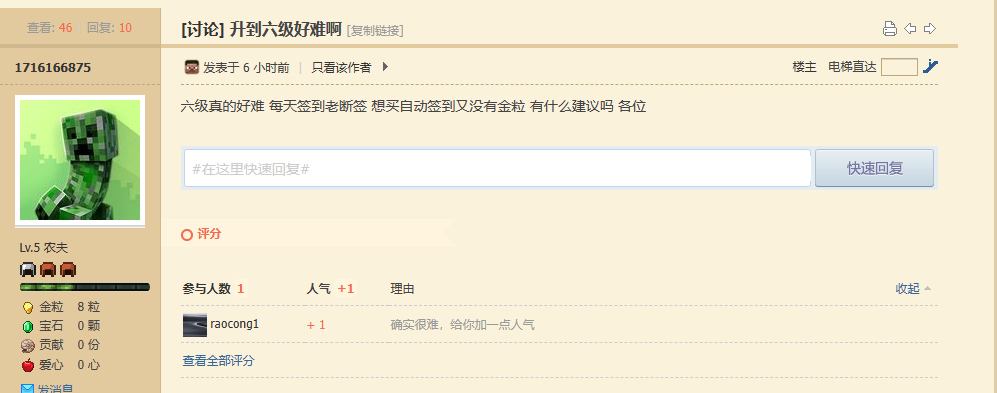 查看: 46 回复: 10
[讨论] 升到六级好难啊 [复制链接]
1716166875
发表于 6 小时前 | 只看该作者
楼主 电梯直达
六级真的好难 每天签到老断签 想买自动签到又没有金粒 有什么建议吗 各位
#在这里快速回复#
快速回复
评分
Lv.5 农夫
参与人数 1 人气 +1 理由 收起
金粒 8 粒
宝石 0 颗
贡献 0 份
爱心 0 心
发消息
raocong1 + 1 确实很难，给你加一点人气
查看全部评分